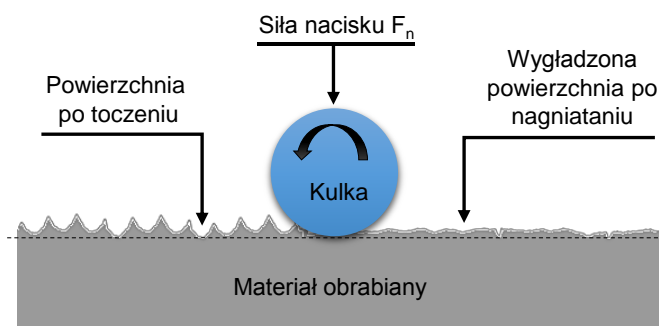 Siła nacisku Fn
Powierzchnia
po toczeniu
Wygładzona
powierzchnia po
nagniataniu
Kulka
Materiał obrabiany